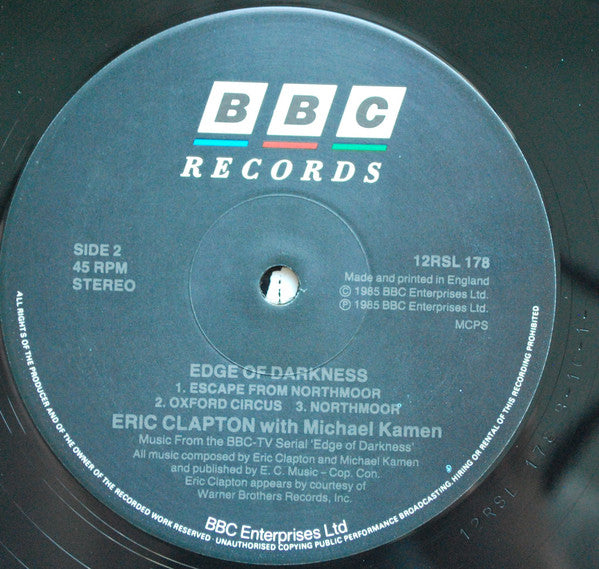 BBC
RECORDS
SIDE 2
45 RPM
STEREO
12RSL 178
Made and printed in England
© 1985 BBC Enterprises Ltd.
℗ 1985 BBC Enterprises Ltd.
MCPS
EDGE OF DARKNESS
1. ESCAPE FROM NORTHMOOR
2. OXFORD CIRCUS 3. NORTHMOOR
ERIC CLAPTON with Michael Kamen
Music From the BBC-TV Serial 'Edge of Darkness'
All music composed by Eric Clapton and Michael Kamen
and published by E. C. Music – Cop. Con.
Eric Clapton appears by courtesy of
Warner Brothers Records, Inc.
BBC Enterprises Ltd
ALL RIGHTS OF THE PRODUCER AND OF THE OWNER OF THE RECORDED WORK RESERVED · UNAUTHORISED COPYING PUBLIC PERFORMANCE BROADCASTING, HIRING OR RENTAL OF THIS RECORDING PROHIBITED
12RSL 178